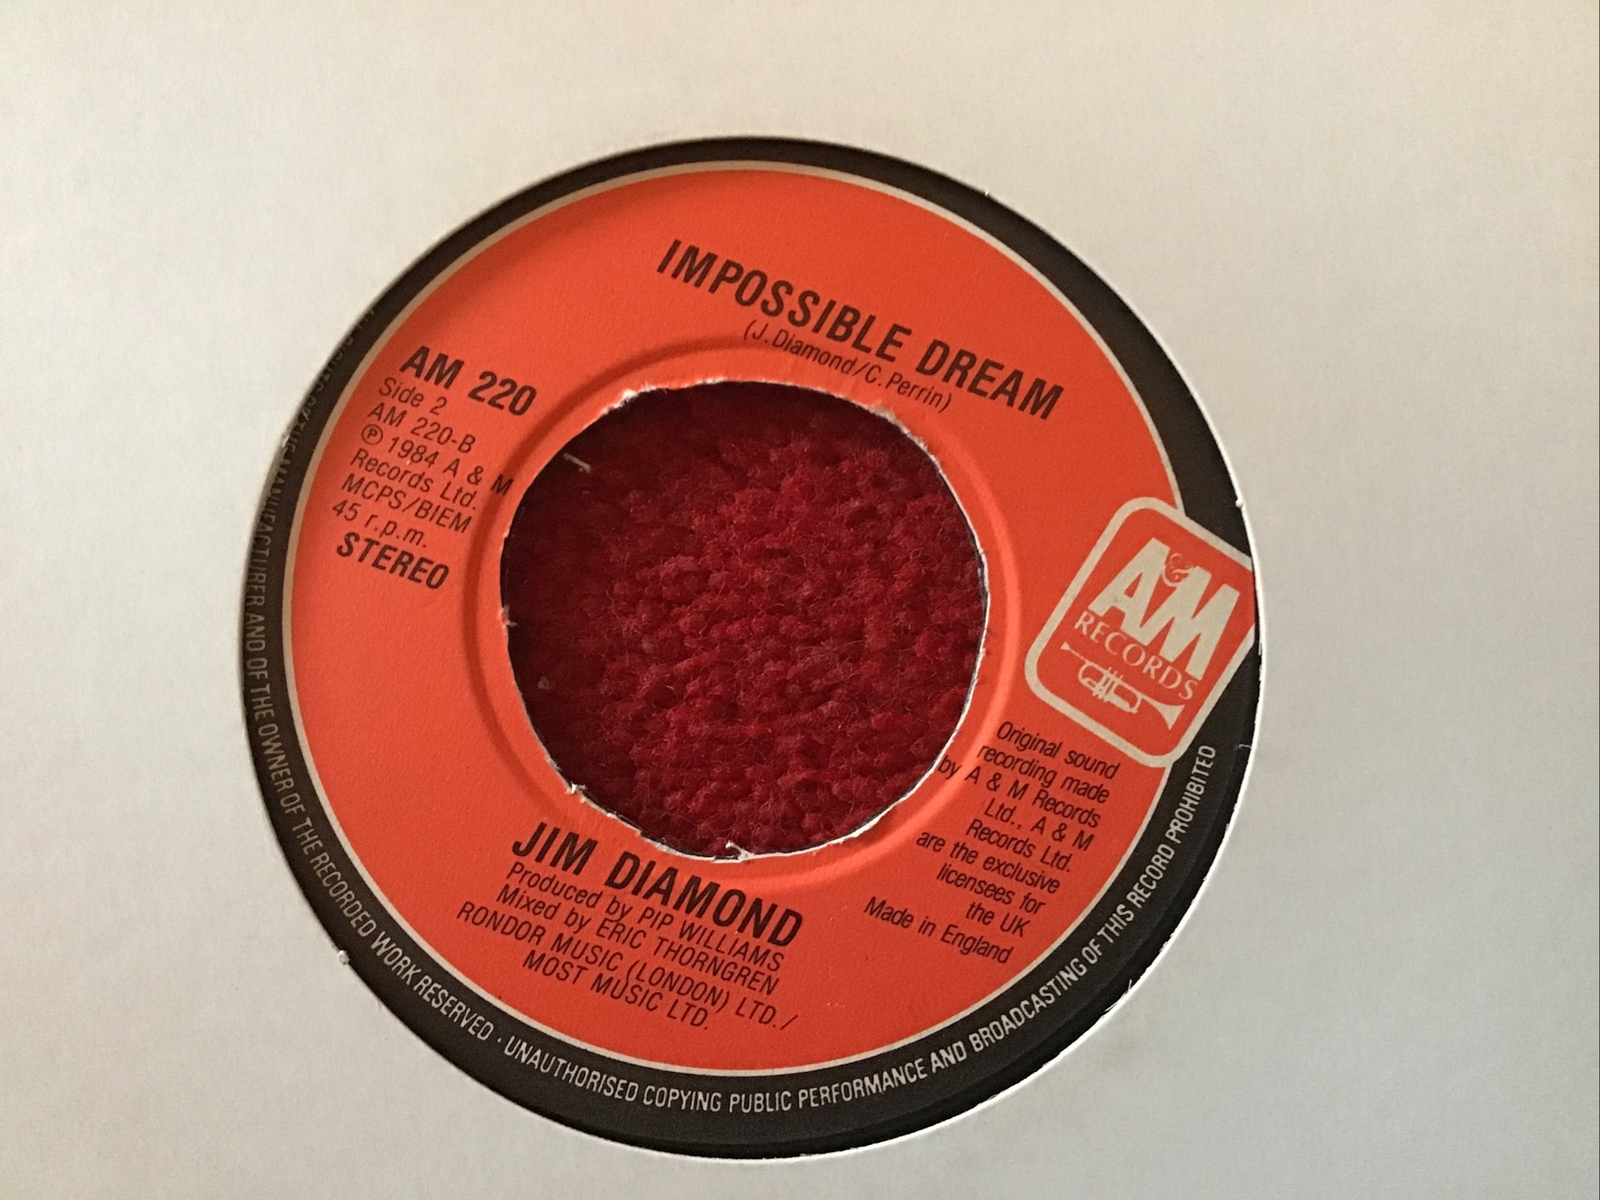 IMPOSSIBLE DREAM
(J.Diamond/C.Perrin)
AM 220
Side 2
AM 220-B
Ⓟ 1984 A & M
Records Ltd.
MCPS/BIEM
45 r.p.m.
STEREO
A&M
RECORDS
Original sound
recording made
by A & M Records
Ltd., A & M
Records Ltd.
are the exclusive
licensees for
the UK
Made in England
JIM DIAMOND
Produced by PIP WILLIAMS
Mixed by ERIC THORNGREN
RONDOR MUSIC (LONDON) LTD./
MOST MUSIC LTD.
MANUFACTURER AND OF THE OWNER OF THE RECORDED WORK RESERVED · UNAUTHORISED COPYING PUBLIC PERFORMANCE AND BROADCASTING OF THIS RECORD PROHIBITED